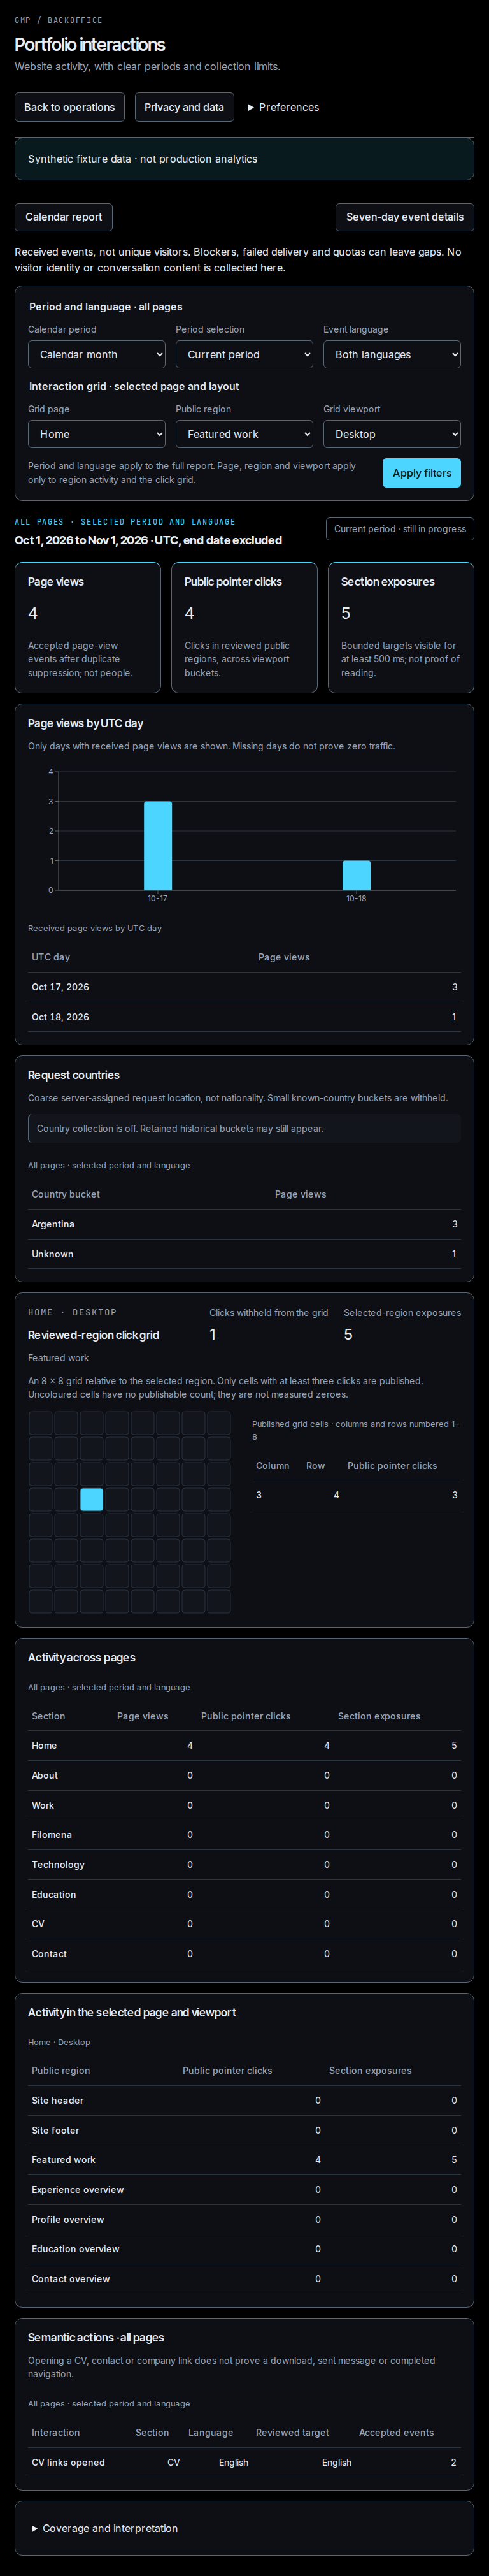 GMP / BACKOFFICE
Portfolio interactions
Website activity, with clear periods and collection limits.
Back to operations
Privacy and data
▶ Preferences
Synthetic fixture data · not production analytics
Calendar report
Seven-day event details
Received events, not unique visitors. Blockers, failed delivery and quotas can leave gaps. No
visitor identity or conversation content is collected here.
Period and language · all pages
Calendar period Period selection Event language
Calendar month Current period Both languages
Interaction grid · selected page and layout
Grid page Public region Grid viewport
Home Featured work Desktop
Period and language apply to the full report. Page, region and viewport apply
only to region activity and the click grid.
Apply filters
ALL PAGES · SELECTED PERIOD AND LANGUAGE
Oct 1, 2026 to Nov 1, 2026 · UTC, end date excluded
Current period · still in progress
Page views
4
Accepted page-view
events after duplicate
suppression; not people.
Public pointer clicks
4
Clicks in reviewed public
regions, across viewport
buckets.
Section exposures
5
Bounded targets visible for
at least 500 ms; not proof of
reading.
Page views by UTC day
Only days with received page views are shown. Missing days do not prove zero traffic.
4
3
2
1
0
10-17 10-18
Received page views by UTC day
UTC day Page views
Oct 17, 2026 3
Oct 18, 2026 1
Request countries
Coarse server-assigned request location, not nationality. Small known-country buckets are withheld.
Country collection is off. Retained historical buckets may still appear.
All pages · selected period and language
Country bucket Page views
Argentina 3
Unknown 1
HOME · DESKTOP
Reviewed-region click grid
Featured work
Clicks withheld from the grid
1
Selected-region exposures
5
An 8 × 8 grid relative to the selected region. Only cells with at least three clicks are published.
Uncoloured cells have no publishable count; they are not measured zeroes.
Published grid cells · columns and rows numbered 1–
8
Column Row Public pointer clicks
3 4 3
Activity across pages
All pages · selected period and language
Section Page views Public pointer clicks Section exposures
Home 4 4 5
About 0 0 0
Work 0 0 0
Filomena 0 0 0
Technology 0 0 0
Education 0 0 0
CV 0 0 0
Contact 0 0 0
Activity in the selected page and viewport
Home · Desktop
Public region Public pointer clicks Section exposures
Site header 0 0
Site footer 0 0
Featured work 4 5
Experience overview 0 0
Profile overview 0 0
Education overview 0 0
Contact overview 0 0
Semantic actions · all pages
Opening a CV, contact or company link does not prove a download, sent message or completed
navigation.
All pages · selected period and language
Interaction Section Language Reviewed target Accepted events
CV links opened CV English English 2
▶ Coverage and interpretation